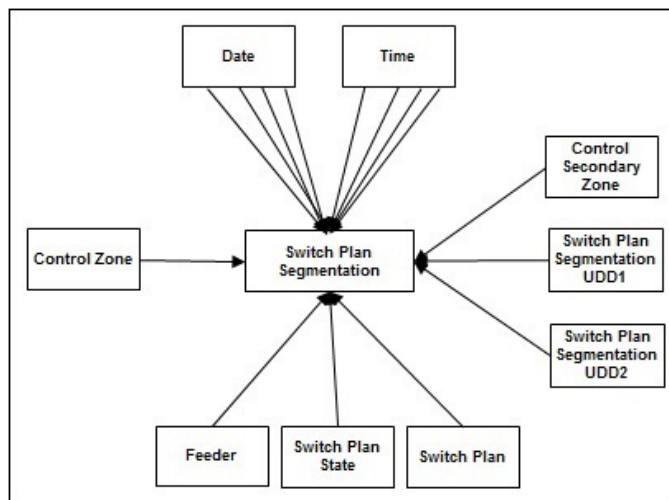 Date
Time
Control
Secondary
Zone
Control Zone
Switch Plan
Segmentation
Switch Plan
Segmentation
UDD1
Switch Plan
Segmentation
UDD2
Feeder
Switch Plan
State
Switch Plan